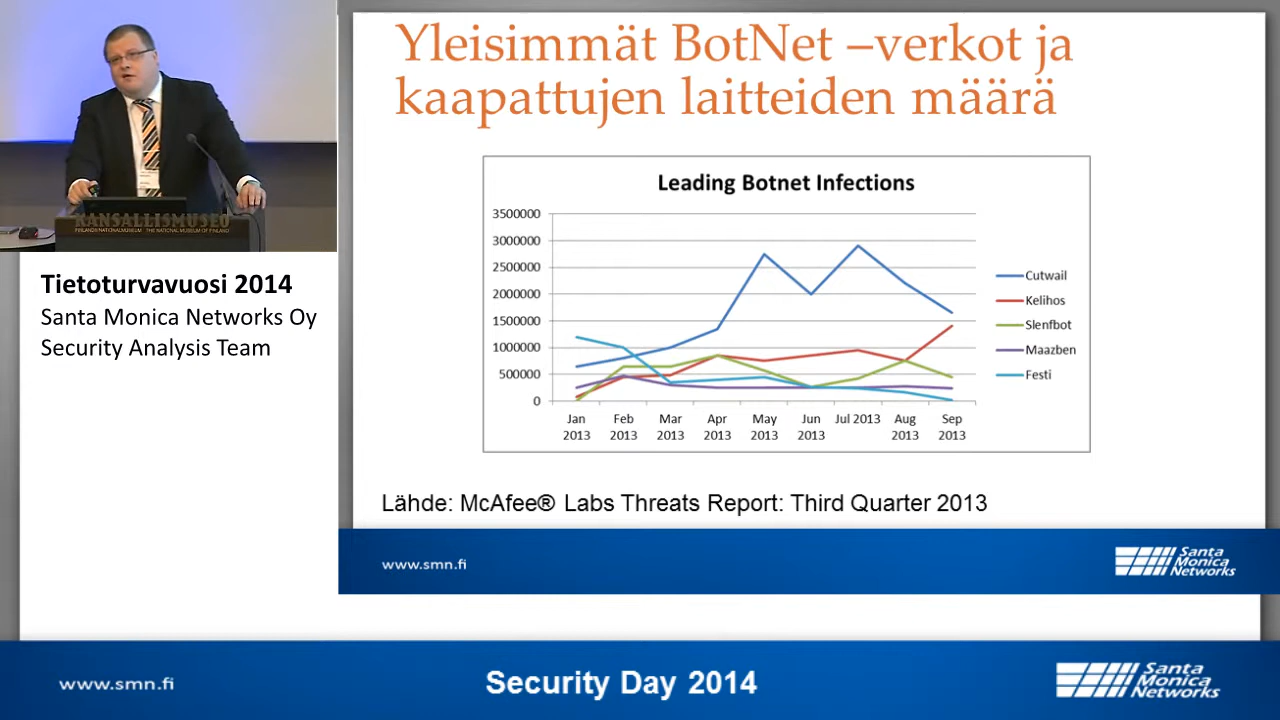 Yleisimmät BotNet –verkot ja
kaapattujen laitteiden määrä
KANSALLISMUSEO
FINLANDS NATIONALMUSEUM · THE NATIONAL MUSEUM OF FINLAND
Tietoturvavuosi 2014
Santa Monica Networks Oy
Security Analysis Team
Leading Botnet Infections
3500000
3000000
2500000
2000000
1500000
1000000
500000
0
Jan 2013
Feb 2013
Mar 2013
Apr 2013
May 2013
Jun 2013
Jul 2013
Aug 2013
Sep 2013
Cutwail
Kelihos
Slenfbot
Maazben
Festi
Lähde: McAfee® Labs Threats Report: Third Quarter 2013
www.smn.fi
Santa
Monica
Networks
www.smn.fi
Security Day 2014
Santa
Monica
Networks